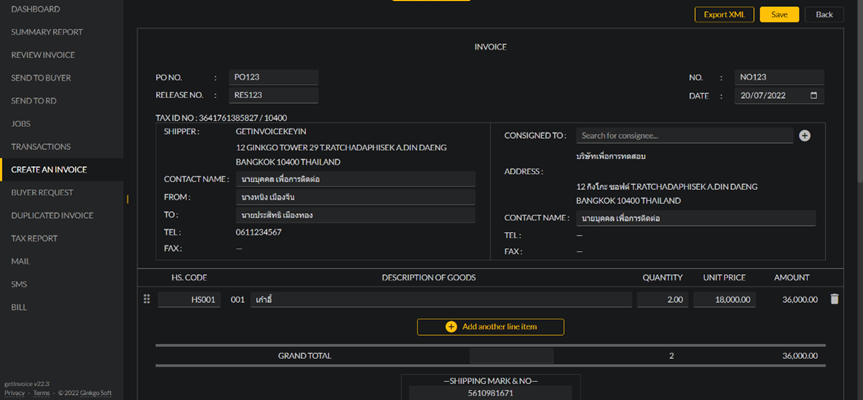 DASHBOARD
SUMMARY REPORT
REVIEW INVOICE
SEND TO BUYER
SEND TO RD
JOBS
TRANSACTIONS
CREATE AN INVOICE
BUYER REQUEST
DUPLICATED INVOICE
TAX REPORT
MAIL
SMS
BILL
getInvoice v22.3
Privacy - Terms - © 2022 Ginkgo Soft
Export XML Save Back
INVOICE
PO NO. : PO123
RELEASE NO. : RES123
NO. : NO123
DATE : 20/07/2022
TAX ID NO : 3641761385827 / 10400
SHIPPER : GETINVOICEKEYIN
12 GINKGO TOWER 29 T.RATCHADAPHISEK A.DIN DAENG
BANGKOK 10400 THAILAND
CONTACT NAME : นายบุคคล เพื่อการติดต่อ
FROM : นางหนิง เมืองจีน
TO : นายประสิทธิ เมืองทอง
TEL : 0611234567
FAX : —
CONSIGNED TO : Search for consignee...
บริษัทเพื่อการทดสอบ
ADDRESS :
12 กิงโกะ ซอฟต์ T.RATCHADAPHISEK A.DIN DAENG
BANGKOK 10400 THAILAND
CONTACT NAME : นายบุคคล เพื่อการติดต่อ
TEL : —
FAX : —
HS. CODE DESCRIPTION OF GOODS QUANTITY UNIT PRICE AMOUNT
HS001 001 เก้าอี้ 2.00 18,000.00 36,000.00
Add another line item
GRAND TOTAL 2 36,000.00
—SHIPPING MARK & NO—
5610981671